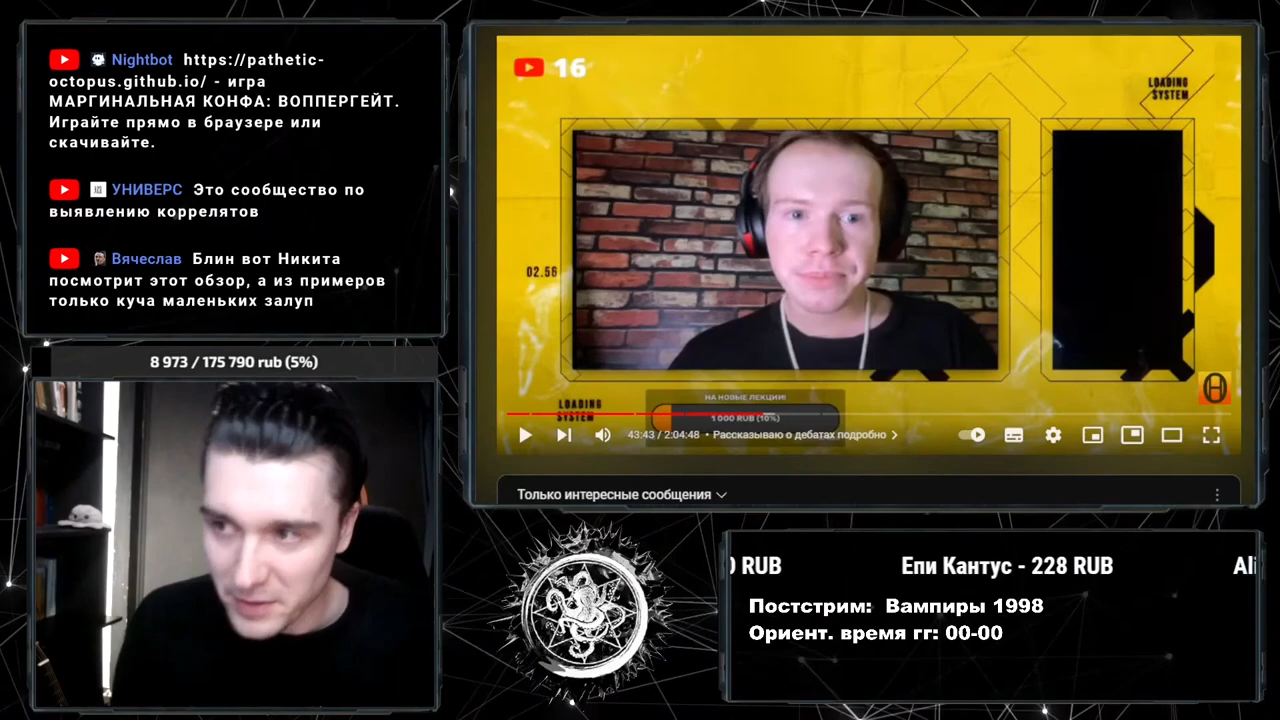 Nightbot https://pathetic-
octopus.github.io/ - игра
МАРГИНАЛЬНАЯ КОНФА: ВОППЕРГЕЙТ.
Играйте прямо в браузере или
скачивайте.
УНИВЕРС Это сообщество по
выявлению коррелятов
Вячеслав Блин вот Никита
посмотрит этот обзор, а из примеров
только куча маленьких залуп
8 973 / 175 790 rub (5%)
16
LOADING
SYSTEM
02.56
LOADING
SYSTEM
НА НОВЫЕ ЛЕКЦИИ!
1 000 RUB (10%)
43:43 / 2:04:48 • Рассказываю о дебатах подробно
Только интересные сообщения
RUB Епи Кантус - 228 RUB Ali
Постстрим: Вампиры 1998
Ориент. время гг: 00-00